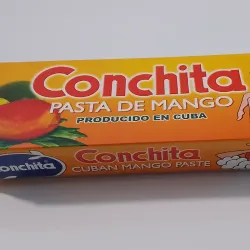 Conchita
PASTA DE MANGO
PRODUCIDO EN CUBA
Conchita
Conchita
CUBAN MANGO PASTE